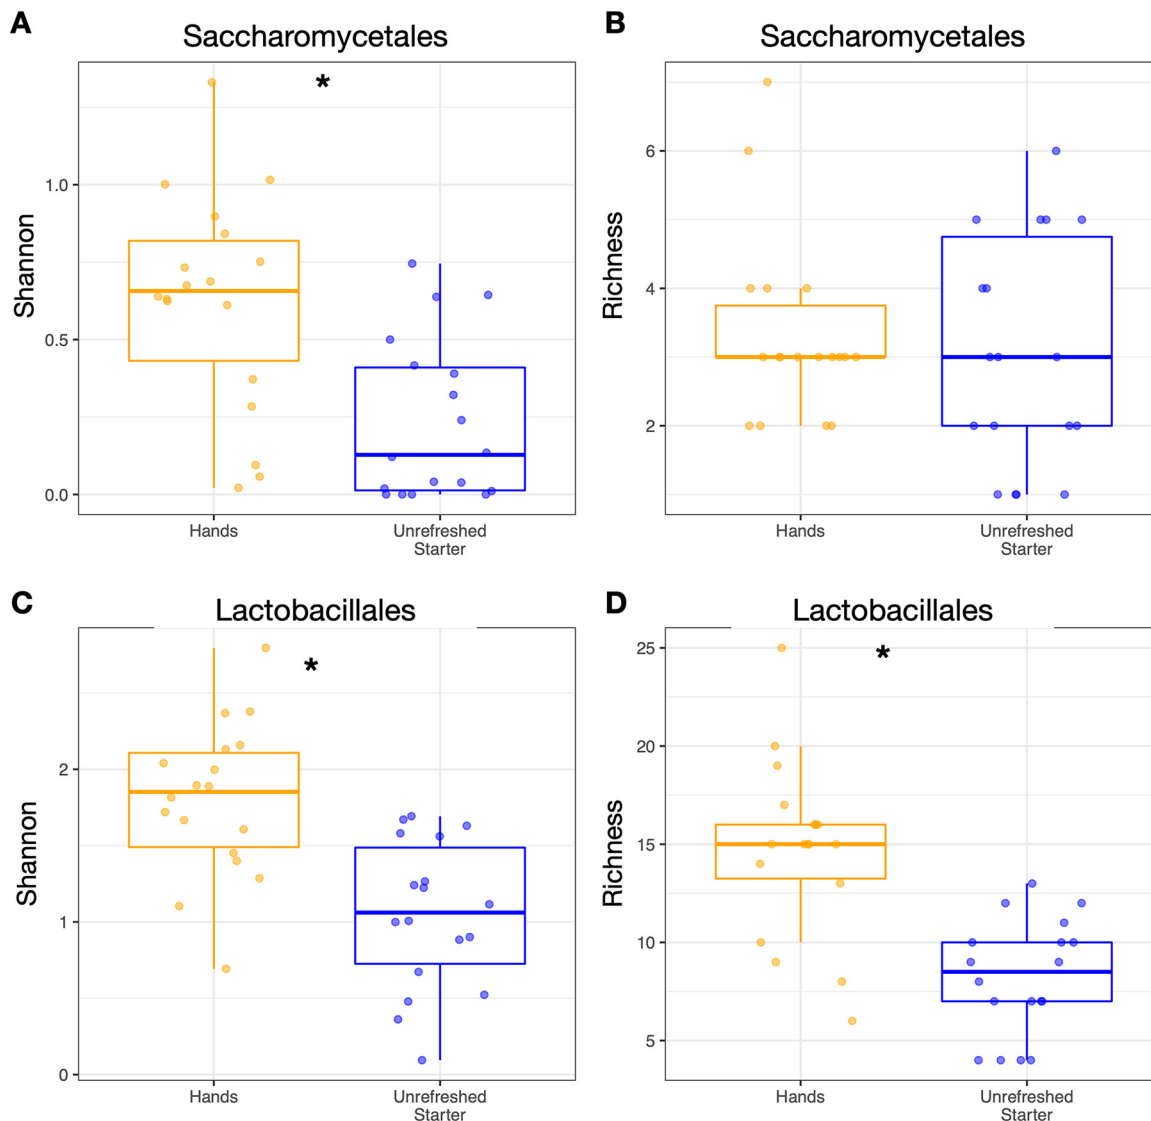 A
Saccharomycetales
*
Shannon
1.0
0.5
0.0
Hands
Unrefreshed
Starter
B
Saccharomycetales
Richness
6
4
2
Hands
Unrefreshed
Starter
C
Lactobacillales
*
Shannon
2
1
0
Hands
Unrefreshed
Starter
D
Lactobacillales
*
Richness
25
20
15
10
5
Hands
Unrefreshed
Starter